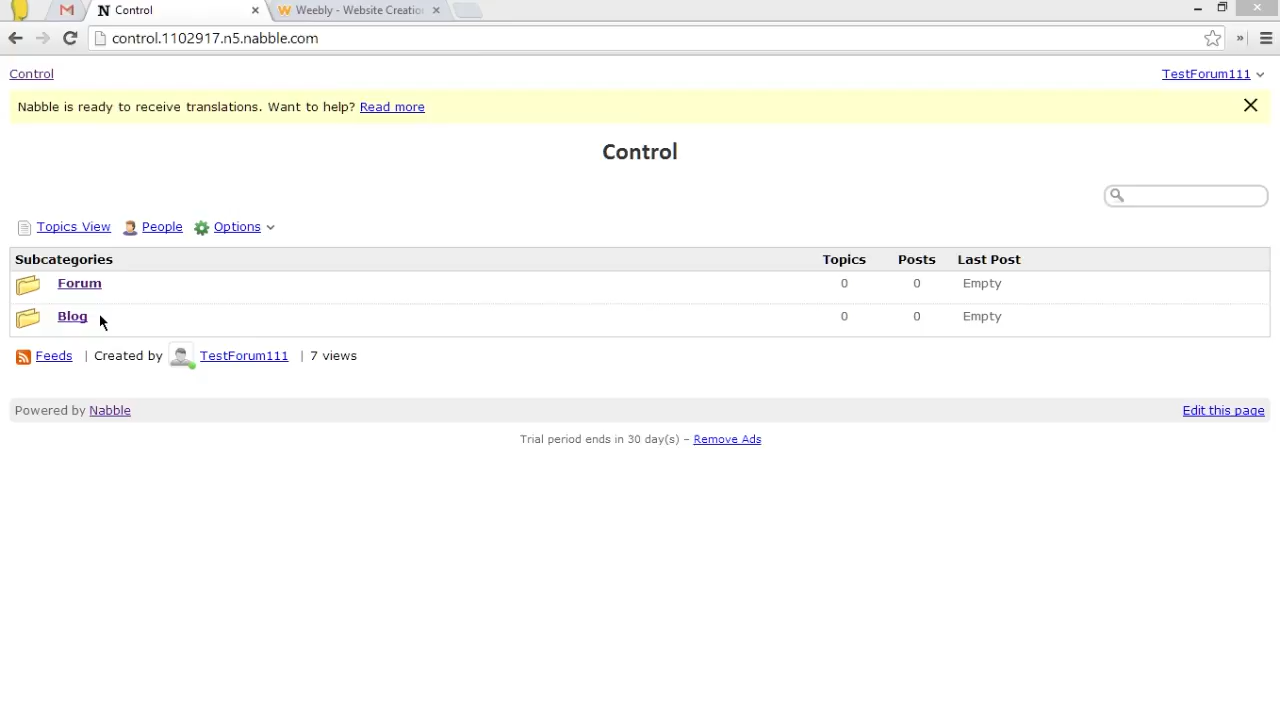 Control
Weebly - Website Creatio
control.1102917.n5.nabble.com
Control
TestForum111
Nabble is ready to receive translations. Want to help? Read more
Control
Topics View People Options
Subcategories Topics Posts Last Post
Forum 0 0 Empty
Blog 0 0 Empty
Feeds | Created by TestForum111 | 7 views
Powered by Nabble Edit this page
Trial period ends in 30 day(s) – Remove Ads